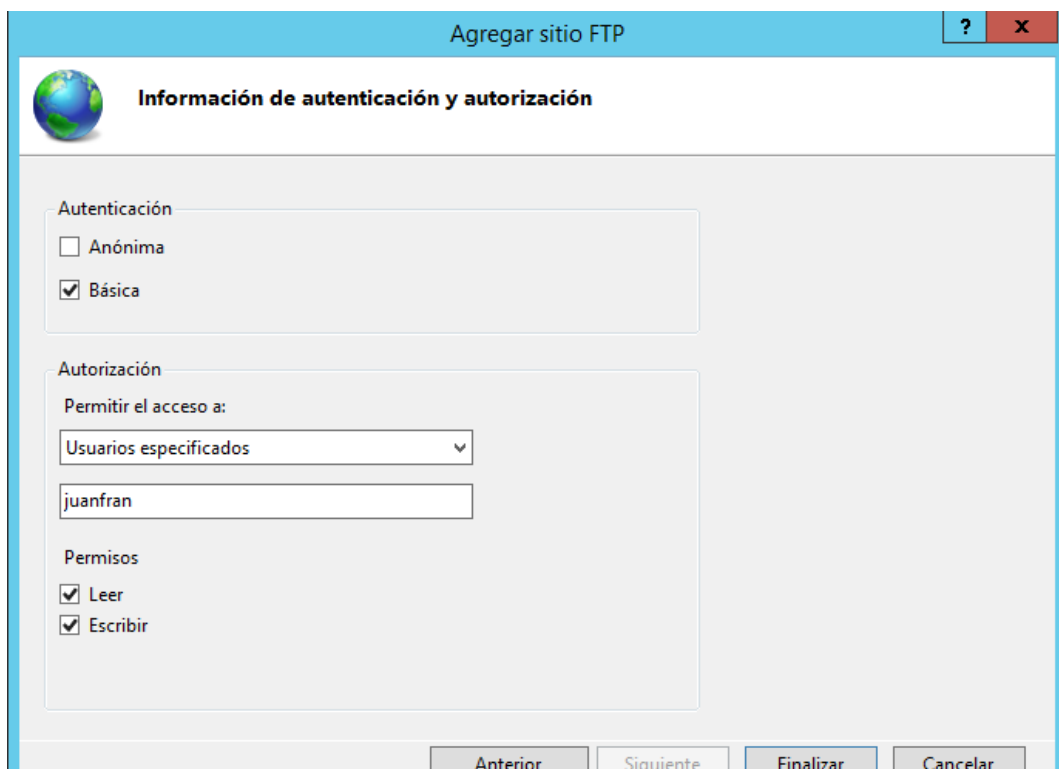 Agregar sitio FTP
?
x
Información de autenticación y autorización
Autenticación
Anónima
Básica
Autorización
Permitir el acceso a:
Usuarios especificados
juanfran
Permisos
Leer
Escribir
Anterior Siguiente Finalizar Cancelar